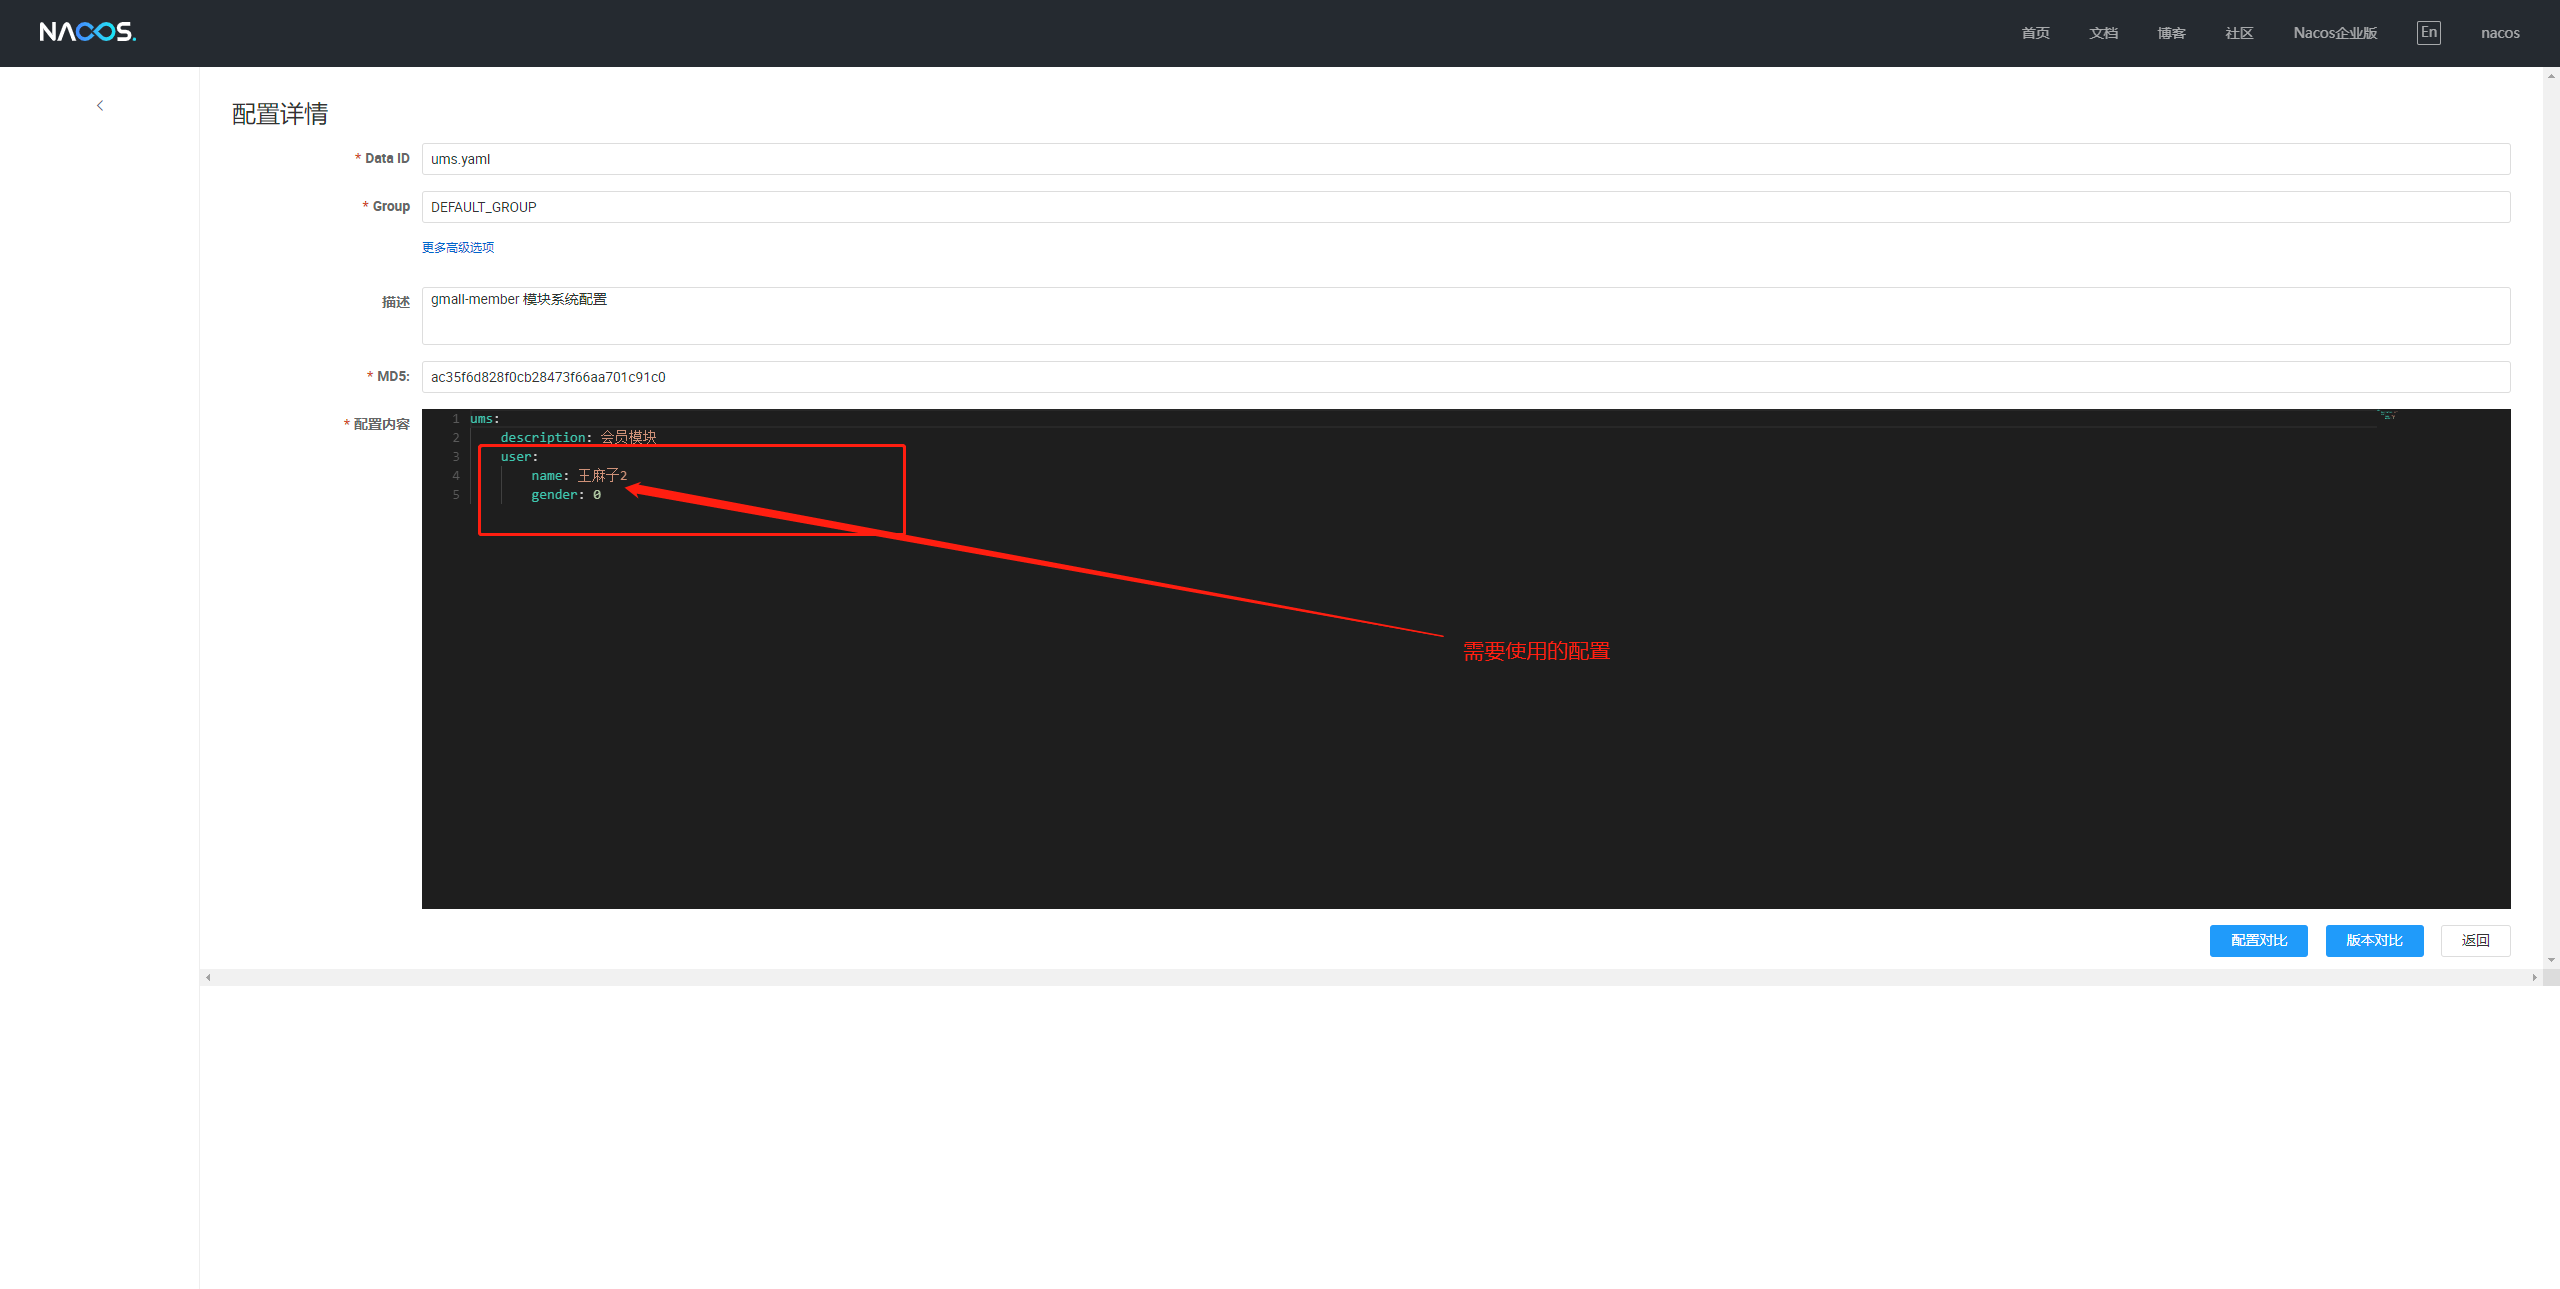 NACOS.
首页 文档 博客 社区 Nacos企业版 En nacos
配置详情
* Data ID ums.yaml
* Group DEFAULT_GROUP
更多高级选项
描述 gmall-member 模块系统配置
* MD5: ac35f6d828f0cb28473f66aa701c91c0
* 配置内容
1 ums:
2 description: 会员模块
3 user:
4 name: 王麻子2
5 gender: 0
需要使用的配置
配置对比 版本对比 返回